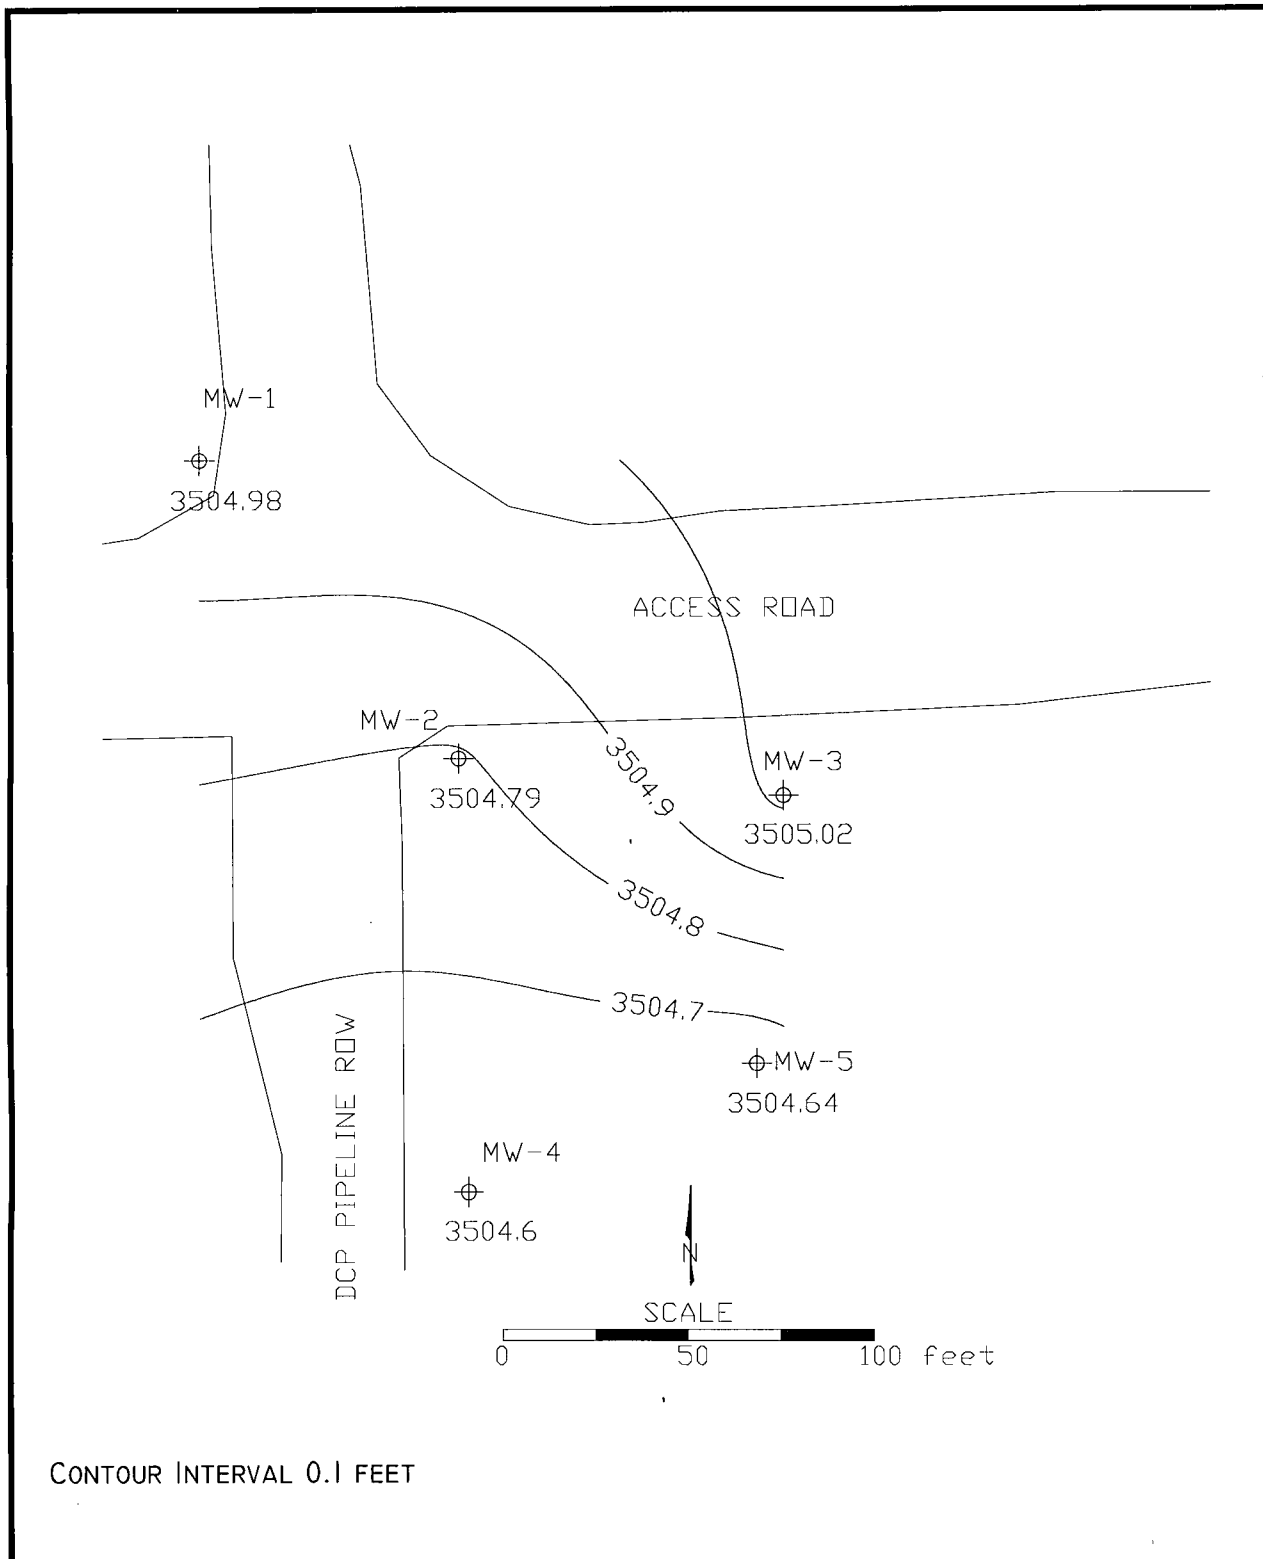 MW-1
3504.98
ACCESS ROAD
MW-2
3504.79
3504.9
MW-3
3505.02
3504.8
3504.7
MW-5
3504.64
DCP PIPELINE ROW
MW-4
3504.6
N
SCALE
0 50 100 feet
CONTOUR INTERVAL 0.1 FEET